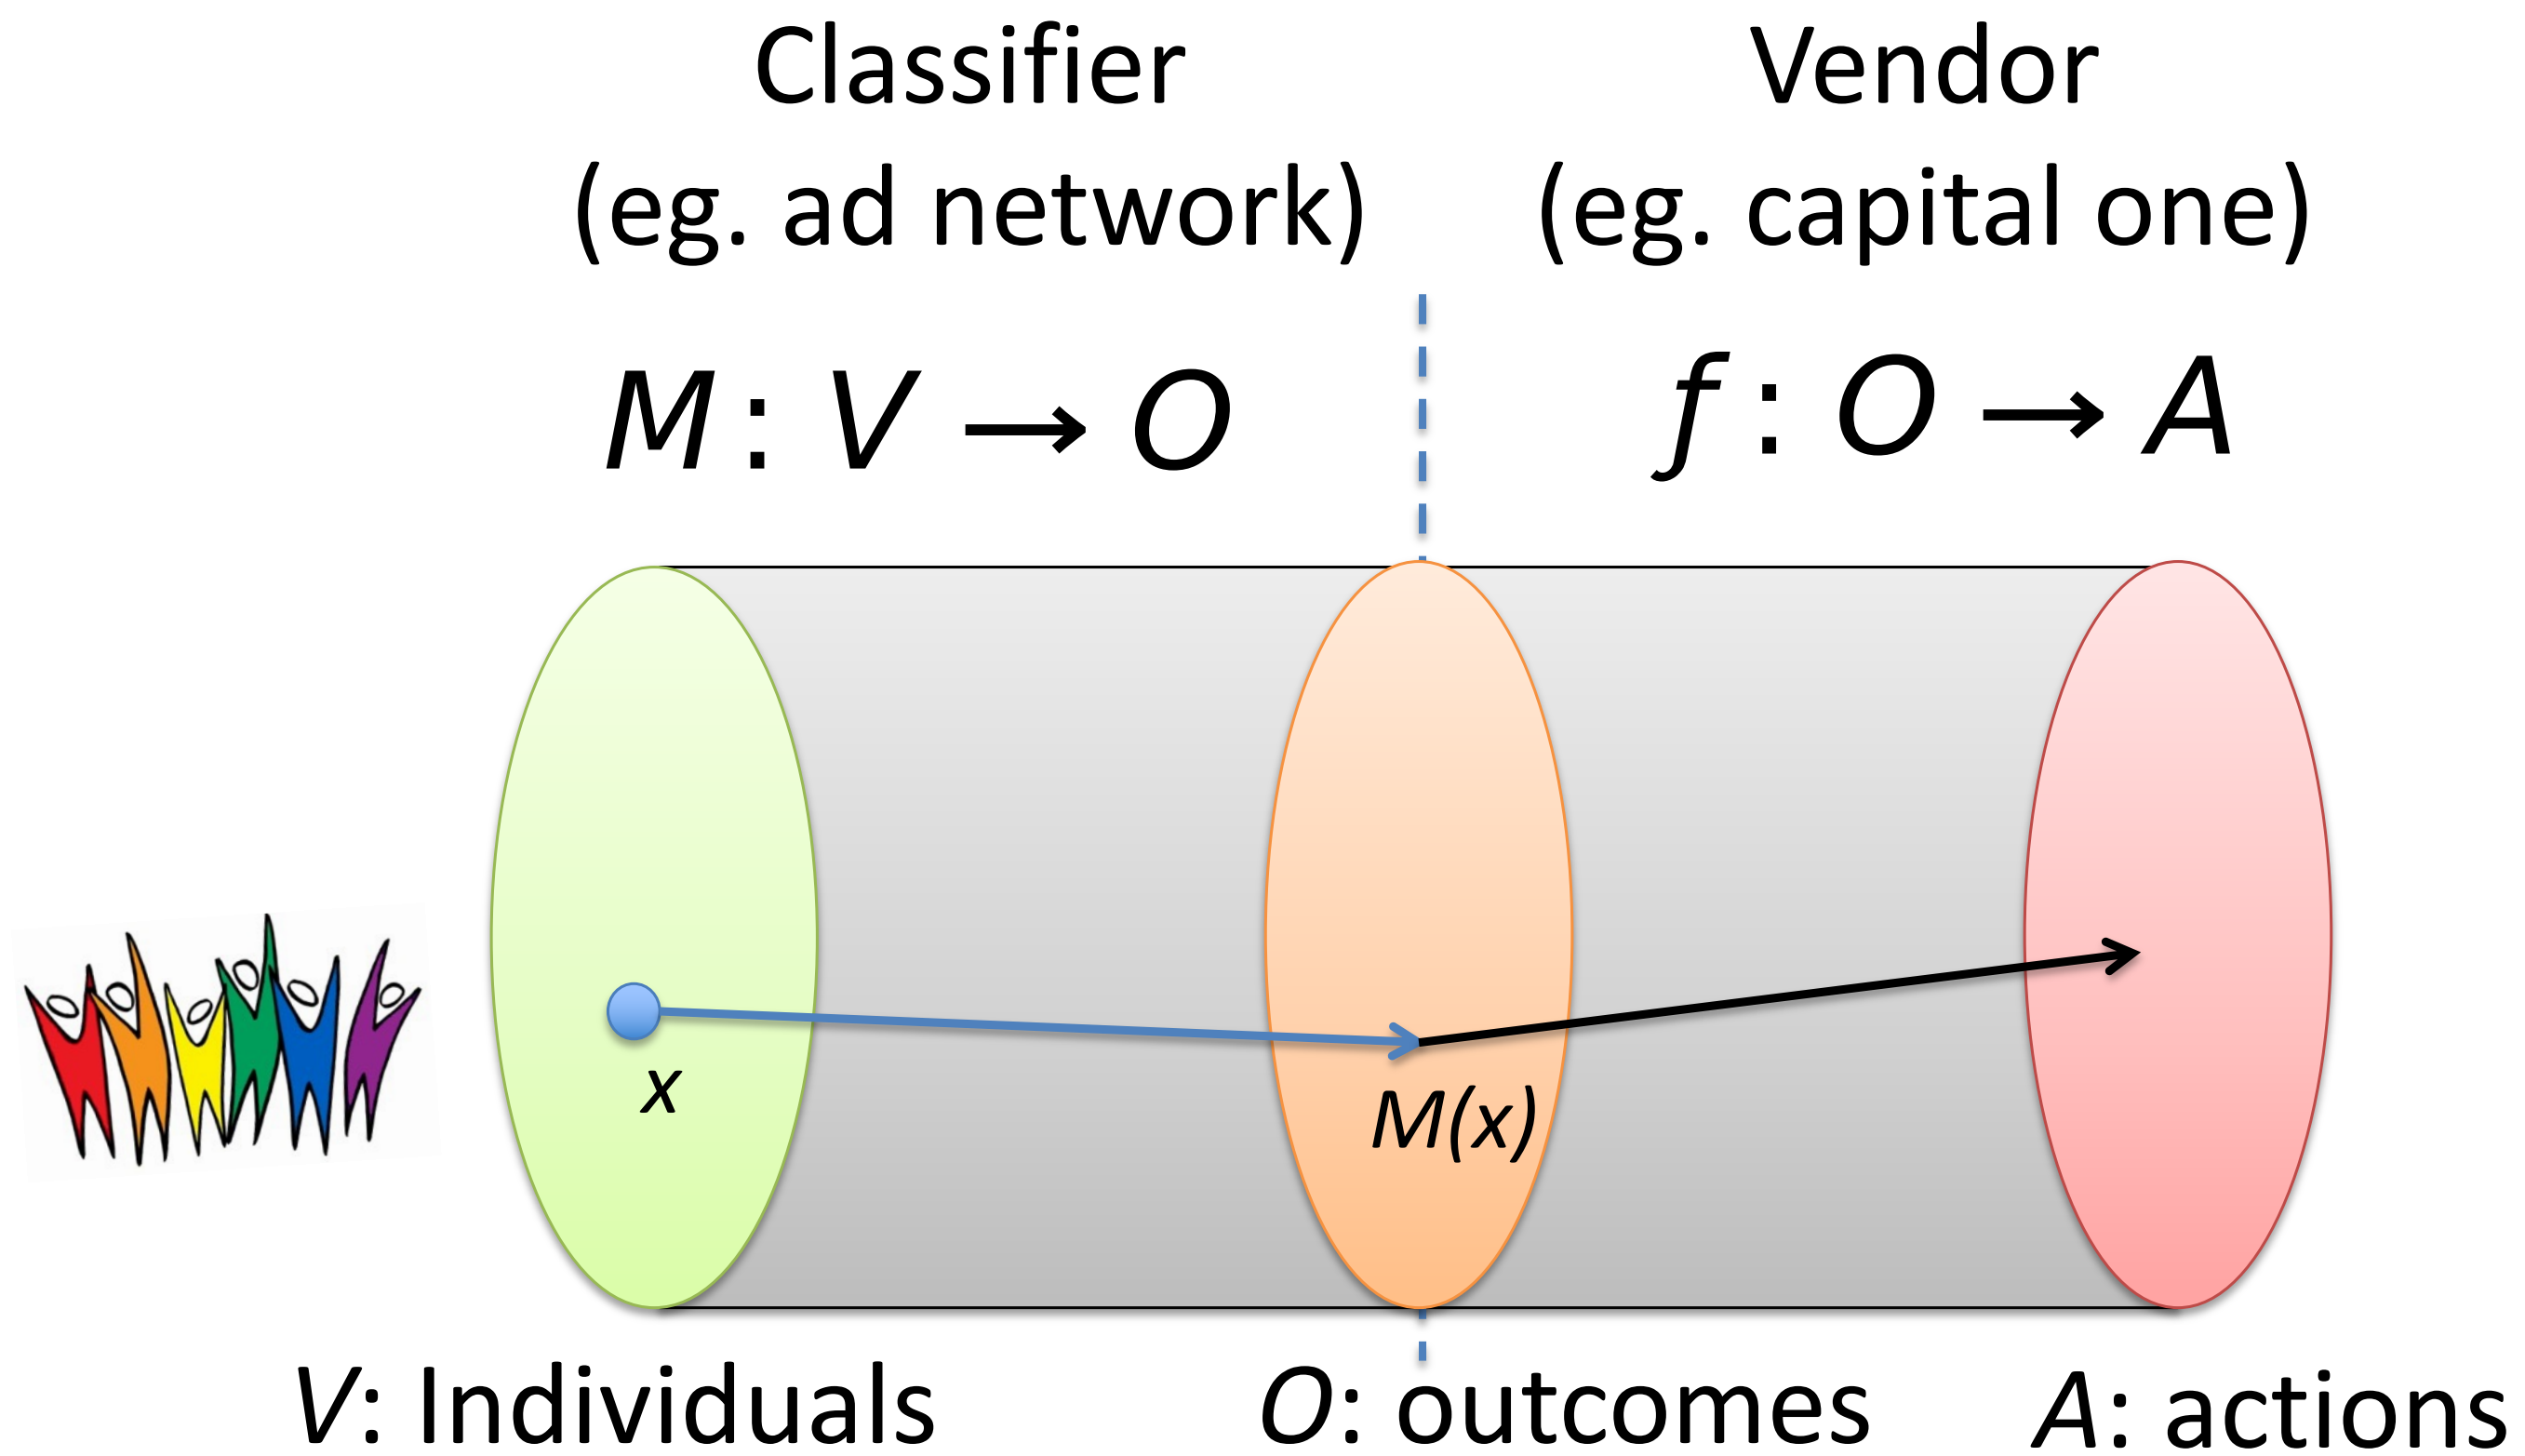 Classifier
(eg. ad network)
Vendor
(eg. capital one)
M: V → O
f: O → A
x
M(x)
V: Individuals
O: outcomes
A: actions